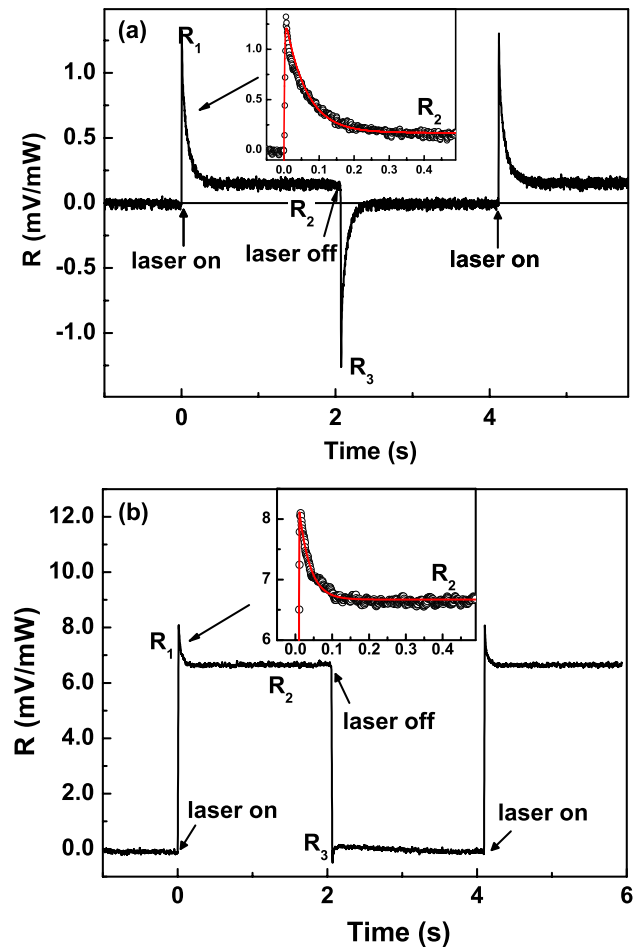 (a)
R1
R2
1.0
0.5
0.0
0.0 0.1 0.2 0.3 0.4
1.0
0.5
0.0
-0.5
-1.0
R (mV/mW)
R2
laser on
laser off
laser on
R3
0 2 4
Time (s)
(b)
R1
R2
8
7
6
0.0 0.1 0.2 0.3 0.4
12.0
10.0
8.0
6.0
4.0
2.0
0.0
R (mV/mW)
R2
laser off
laser on
R3
laser on
0 2 4 6
Time (s)